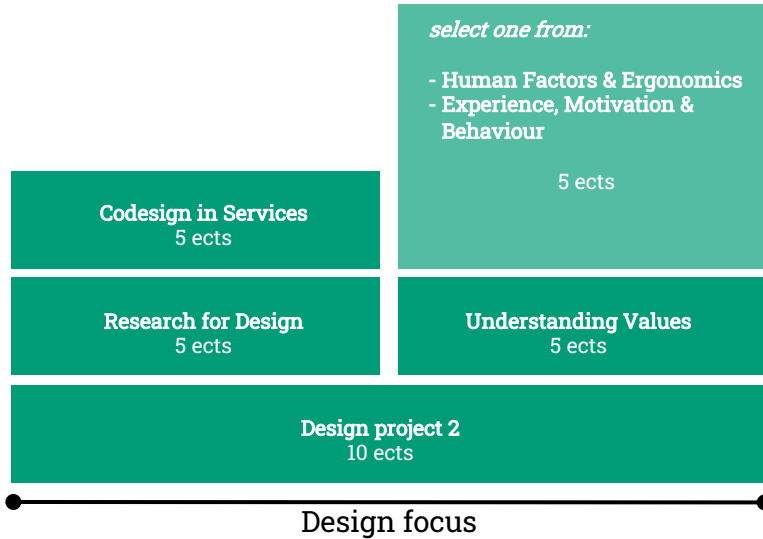 select one from:
- Human Factors & Ergonomics
- Experience, Motivation &
Behaviour
5 ects
Codesign in Services
5 ects
Research for Design
5 ects
Understanding Values
5 ects
Design project 2
10 ects
Design focus